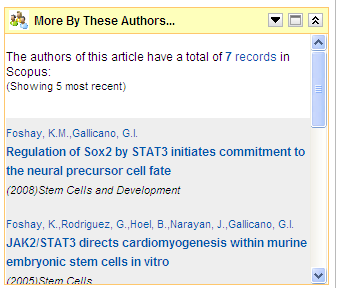 More By These Authors...
The authors of this article have a total of 7 records in
Scopus:
(Showing 5 most recent)
Foshay, K.M.,Gallicano, G.I.
Regulation of Sox2 by STAT3 initiates commitment to
the neural precursor cell fate
(2008)Stem Cells and Development
Foshay, K.,Rodriguez, G.,Hoel, B.,Narayan, J.,Gallicano, G.I.
JAK2/STAT3 directs cardiomyogenesis within murine
embryonic stem cells in vitro
(2005)Stem Cells